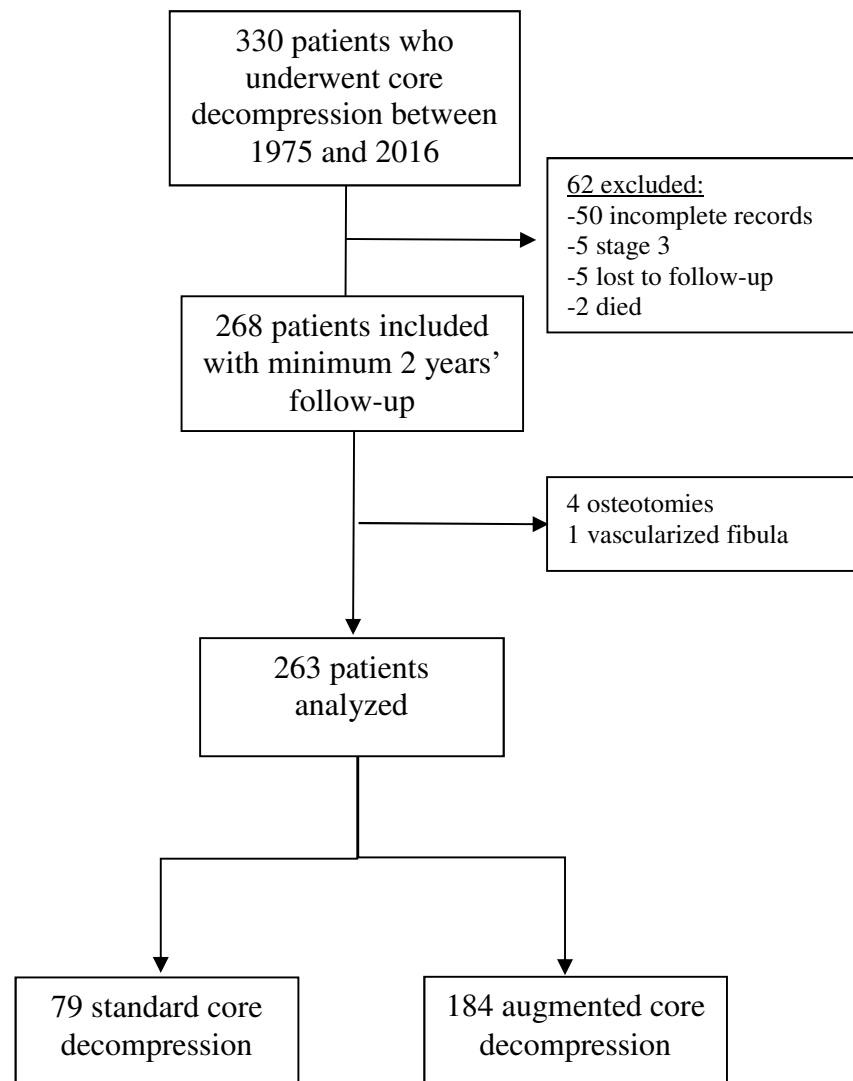 330 patients who
underwent core
decompression between
1975 and 2016
62 excluded:
-50 incomplete records
-5 stage 3
-5 lost to follow-up
-2 died
268 patients included
with minimum 2 years’
follow-up
4 osteotomies
1 vascularized fibula
263 patients
analyzed
79 standard core
decompression
184 augmented core
decompression